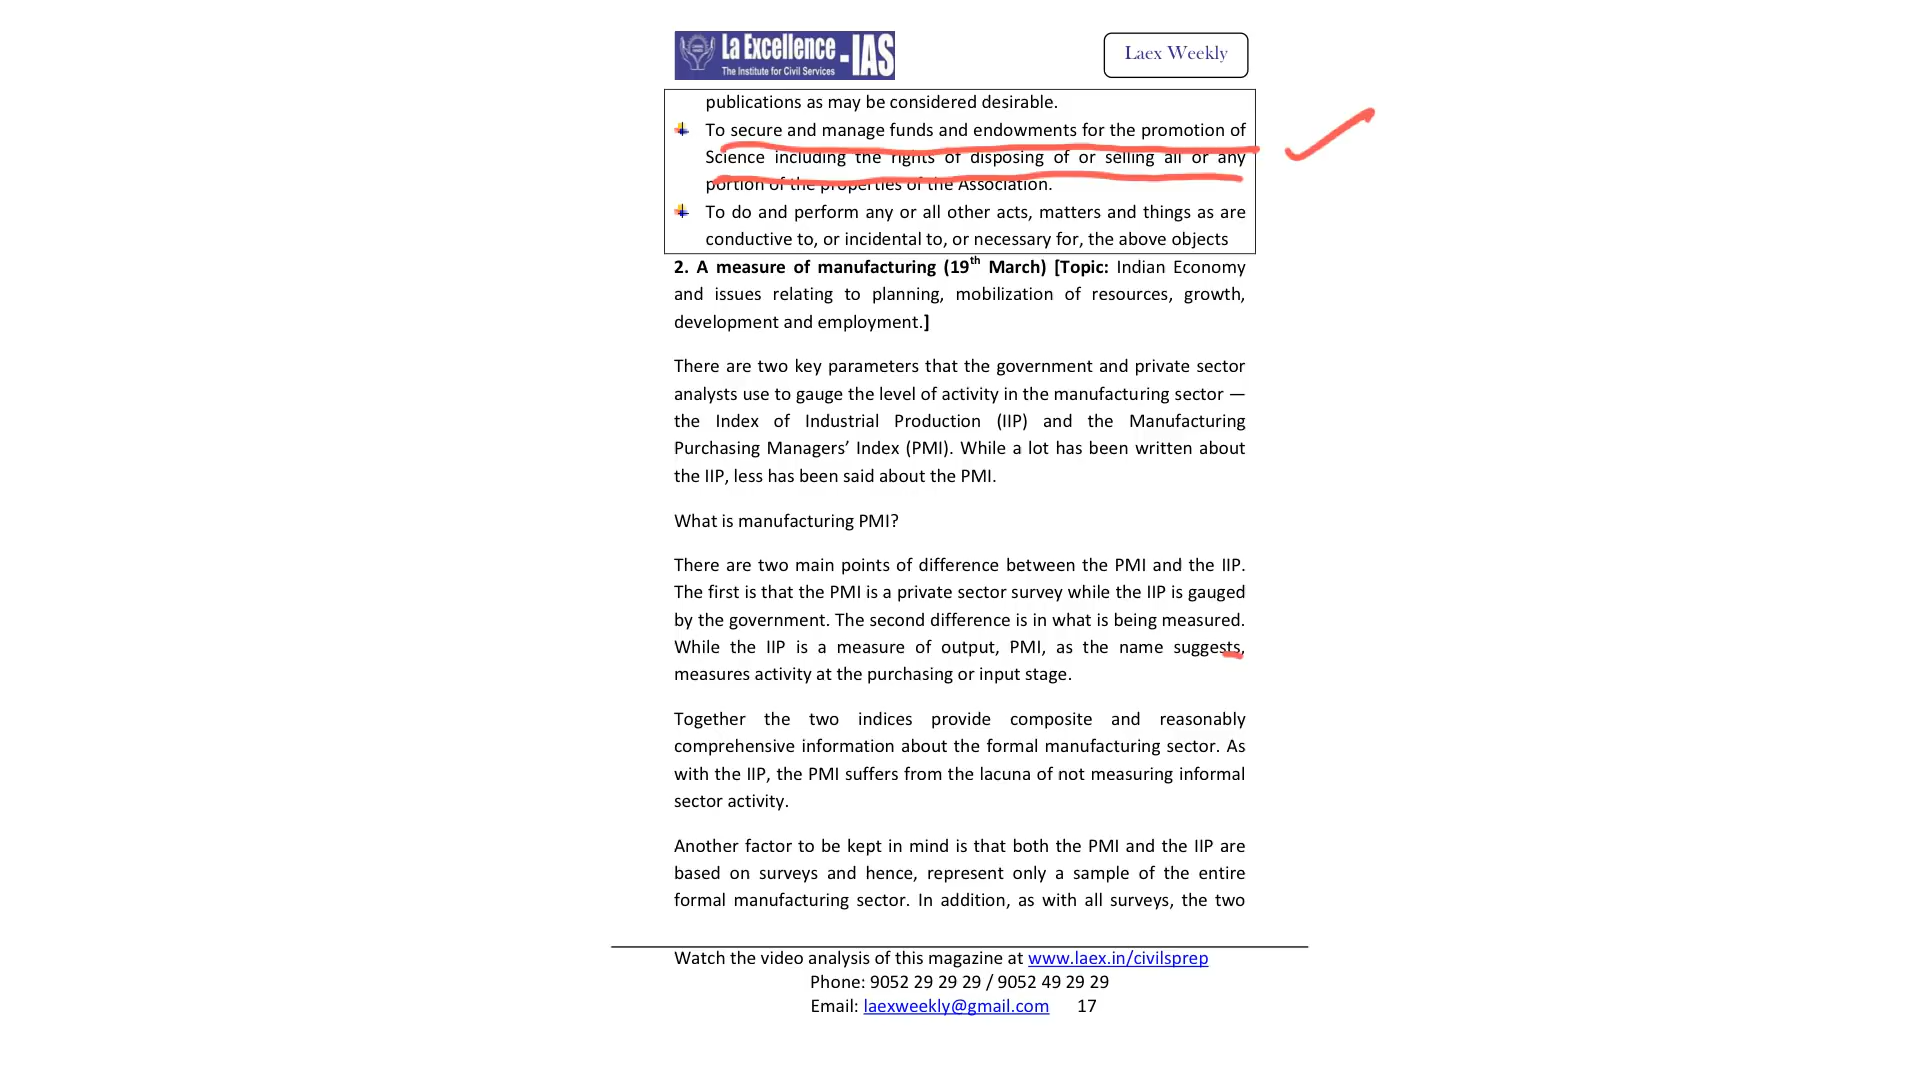 La Excellence -IAS
The Institute for Civil Services
Laex Weekly
publications as may be considered desirable.
To secure and manage funds and endowments for the promotion of
Science including the rights of disposing of or selling all or any
portion of the properties of the Association.
To do and perform any or all other acts, matters and things as are
conductive to, or incidental to, or necessary for, the above objects
2. A measure of manufacturing (19th March) [Topic: Indian Economy
and issues relating to planning, mobilization of resources, growth,
development and employment.]
There are two key parameters that the government and private sector
analysts use to gauge the level of activity in the manufacturing sector —
the Index of Industrial Production (IIP) and the Manufacturing
Purchasing Managers’ Index (PMI). While a lot has been written about
the IIP, less has been said about the PMI.
What is manufacturing PMI?
There are two main points of difference between the PMI and the IIP.
The first is that the PMI is a private sector survey while the IIP is gauged
by the government. The second difference is in what is being measured.
While the IIP is a measure of output, PMI, as the name suggests,
measures activity at the purchasing or input stage.
Together the two indices provide composite and reasonably
comprehensive information about the formal manufacturing sector. As
with the IIP, the PMI suffers from the lacuna of not measuring informal
sector activity.
Another factor to be kept in mind is that both the PMI and the IIP are
based on surveys and hence, represent only a sample of the entire
formal manufacturing sector. In addition, as with all surveys, the two
Watch the video analysis of this magazine at www.laex.in/civilsprep
Phone: 9052 29 29 29 / 9052 49 29 29
Email: laexweekly@gmail.com 17